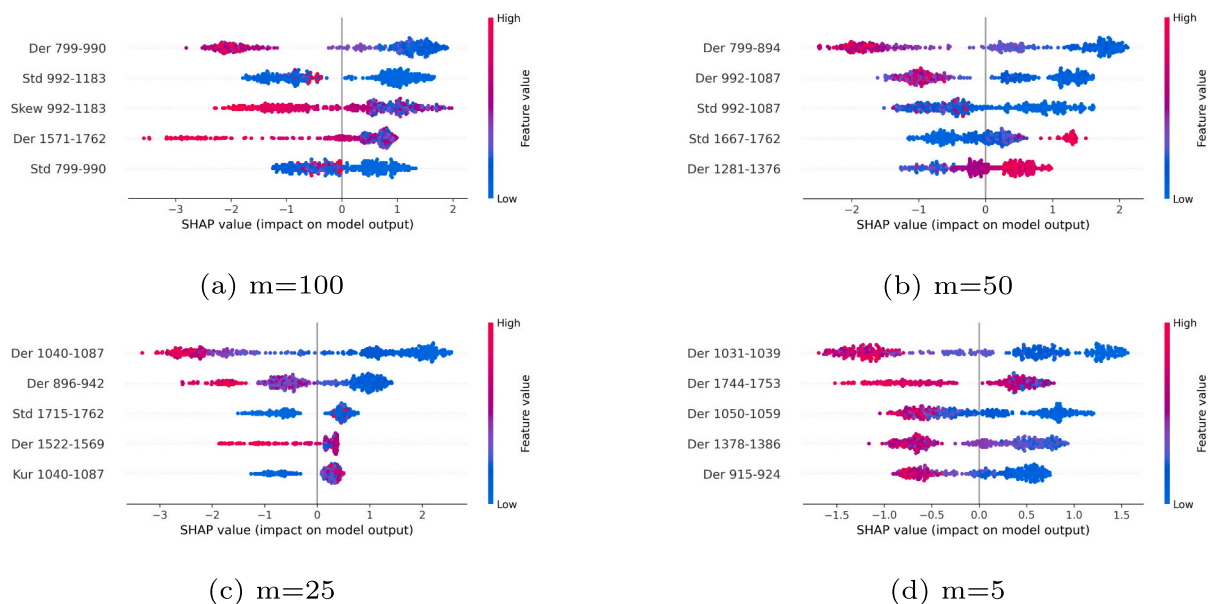 Der 799-990
Std 992-1183
Skew 992-1183
Der 1571-1762
Std 799-990
−3 −2 −1 0 1 2
SHAP value (impact on model output)
High
Feature value
Low
(a) m=100
Der 799-894
Der 992-1087
Std 992-1087
Std 1667-1762
Der 1281-1376
−2 −1 0 1 2
SHAP value (impact on model output)
High
Feature value
Low
(b) m=50
Der 1040-1087
Der 896-942
Std 1715-1762
Der 1522-1569
Kur 1040-1087
−3 −2 −1 0 1 2
SHAP value (impact on model output)
High
Feature value
Low
(c) m=25
Der 1031-1039
Der 1744-1753
Der 1050-1059
Der 1378-1386
Der 915-924
−1.5 −1.0 −0.5 0.0 0.5 1.0 1.5
SHAP value (impact on model output)
High
Feature value
Low
(d) m=5